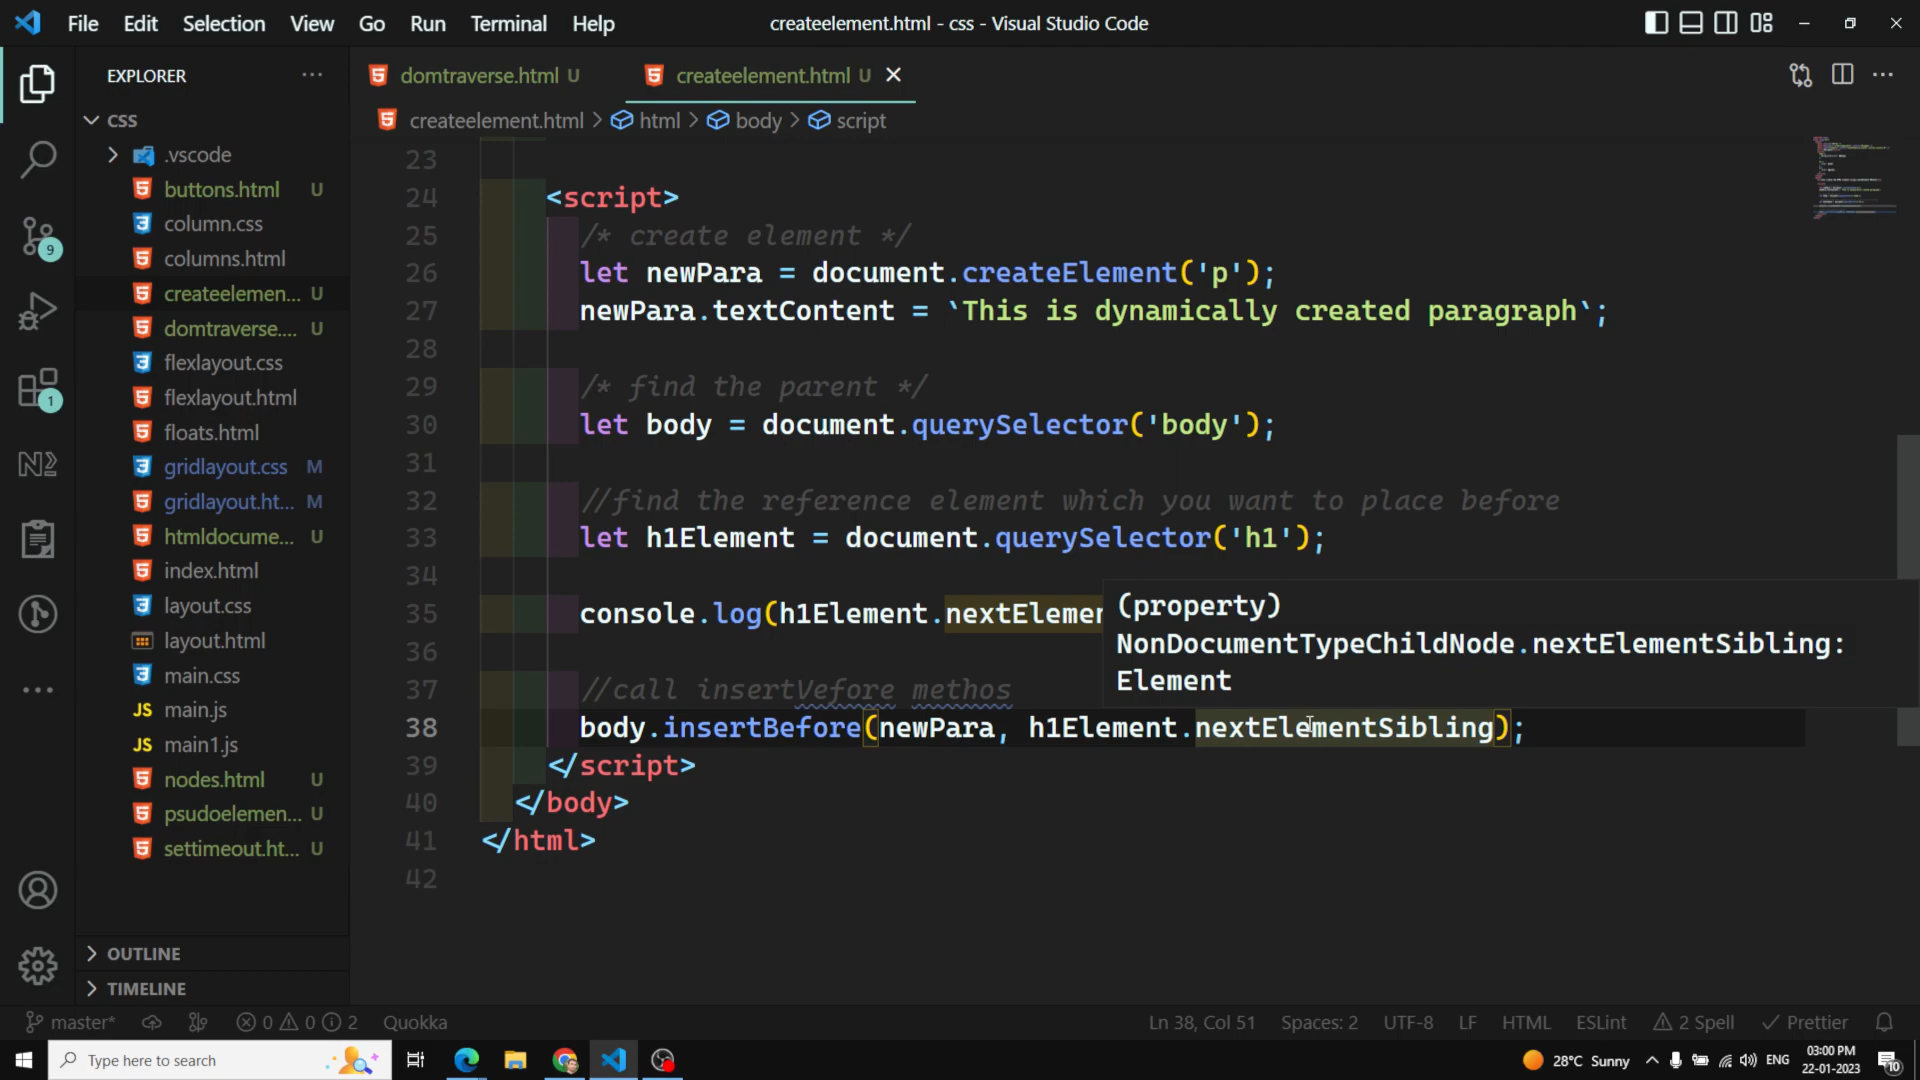 File Edit Selection View Go Run Terminal Help
createelement.html - css - Visual Studio Code
EXPLORER
CSS
.vscode
buttons.html U
column.css
columns.html
createelemen... U
domtraverse.... U
flexlayout.css
flexlayout.html
floats.html
gridlayout.css M
gridlayout.ht... M
htmldocume... U
index.html
layout.css
layout.html
main.css
JS main.js
JS main1.js
nodes.html U
psudoelemen... U
settimeout.ht... U
OUTLINE
TIMELINE
9
1
domtraverse.html U
createelement.html U
createelement.html > html > body > script
23
24 <script>
25 /* create element */
26 let newPara = document.createElement('p');
27 newPara.textContent = `This is dynamically created paragraph`;
28
29 /* find the parent */
30 let body = document.querySelector('body');
31
32 //find the reference element which you want to place before
33 let h1Element = document.querySelector('h1');
34
35 console.log(h1Element.nextElemen
36
37 //call insertVefore methos
38 body.insertBefore(newPara, h1Element.nextElementSibling);
39 </script>
40 </body>
41 </html>
42
(property)
NonDocumentTypeChildNode.nextElementSibling:
Element
master* 0 0 2 Quokka
Ln 38, Col 51 Spaces: 2 UTF-8 LF HTML ESLint 2 Spell Prettier
Type here to search
28°C Sunny ENG
03:00 PM
22-01-2023
10